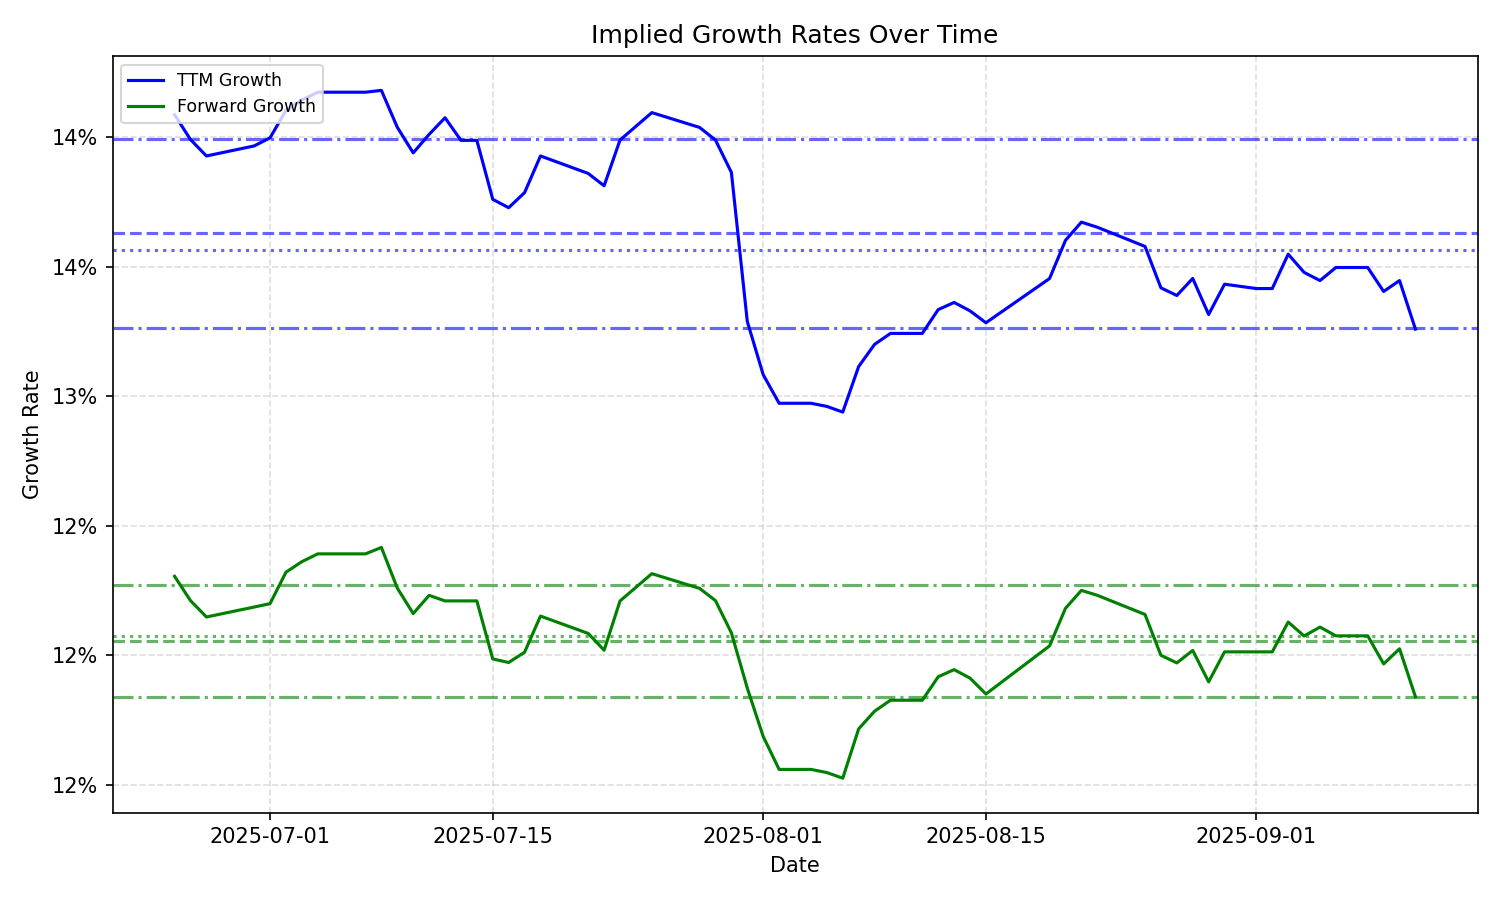 Implied Growth Rates Over Time
TTM Growth
Forward Growth
14%
14%
13%
12%
12%
12%
Growth Rate
2025-07-01
2025-07-15
2025-08-01
2025-08-15
2025-09-01
Date